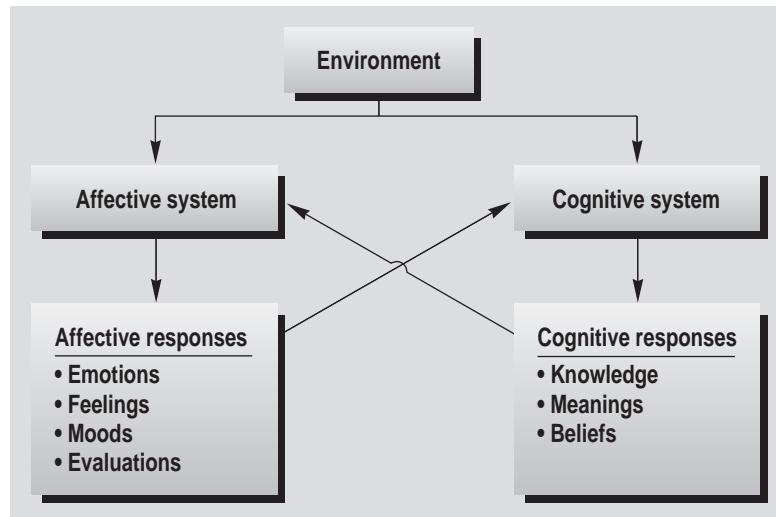 Environment
Affective system
Cognitive system
Affective responses
• Emotions
• Feelings
• Moods
• Evaluations
Cognitive responses
• Knowledge
• Meanings
• Beliefs